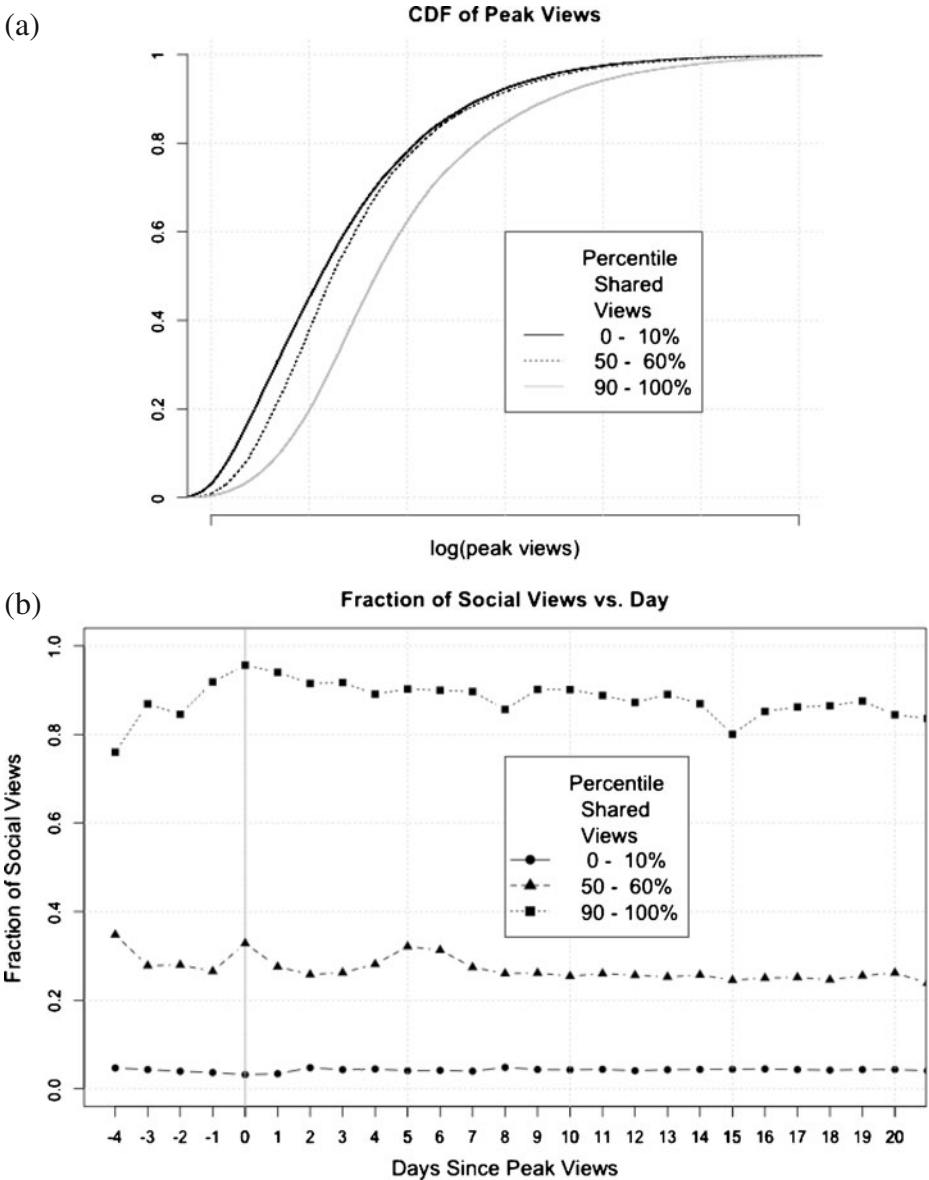 (a)
CDF of Peak Views
1
0.8
0.6
0.4
0.2
0
Percentile
Shared
Views
0 - 10%
50 - 60%
90 - 100%
log(peak views)
(b)
Fraction of Social Views vs. Day
Fraction of Social Views
1.0
0.8
0.6
0.4
0.2
0.0
Percentile
Shared
Views
0 - 10%
50 - 60%
90 - 100%
-4 -3 -2 -1 0 1 2 3 4 5 6 7 8 9 10 11 12 13 14 15 16 17 18 19 20
Days Since Peak Views